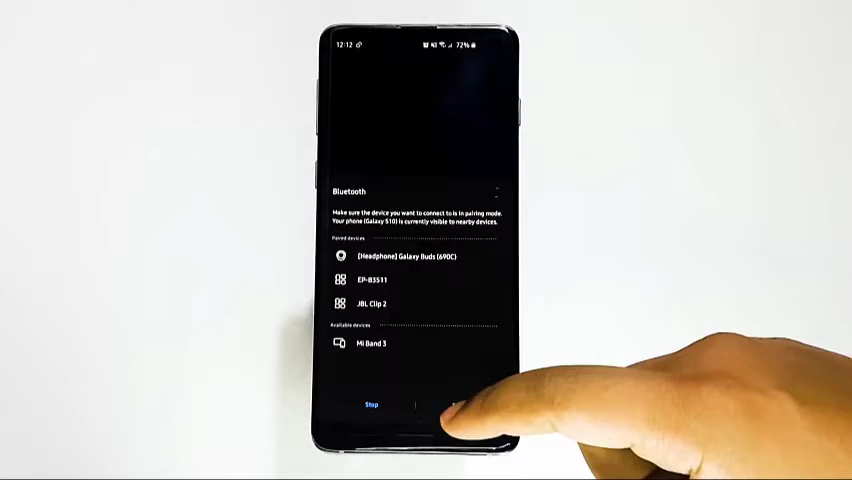 12:12 72%
Bluetooth
Make sure the device you want to connect to is in pairing mode.
Your phone (Galaxy S10) is currently visible to nearby devices.
Paired devices
[Headphone] Galaxy Buds (690C)
EP-B3511
JBL Clip 2
Available devices
Mi Band 3
Stop